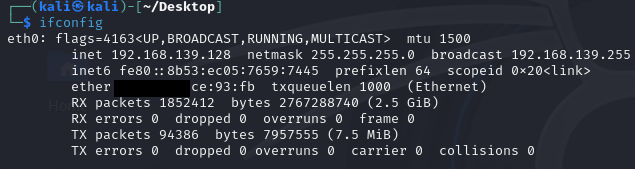 ┌──(kali㉿kali)-[~/Desktop]
└─$ ifconfig
eth0: flags=4163<UP,BROADCAST,RUNNING,MULTICAST>  mtu 1500
        inet 192.168.139.128  netmask 255.255.255.0  broadcast 192.168.139.255
        inet6 fe80::8b53:ec05:7659:7445  prefixlen 64  scopeid 0×20<link>
        ether ce:93:fb  txqueuelen 1000  (Ethernet)
        RX packets 1852412  bytes 2767288740 (2.5 GiB)
        RX errors 0  dropped 0  overruns 0  frame 0
        TX packets 94386  bytes 7957555 (7.5 MiB)
        TX errors 0  dropped 0 overruns 0  carrier 0  collisions 0